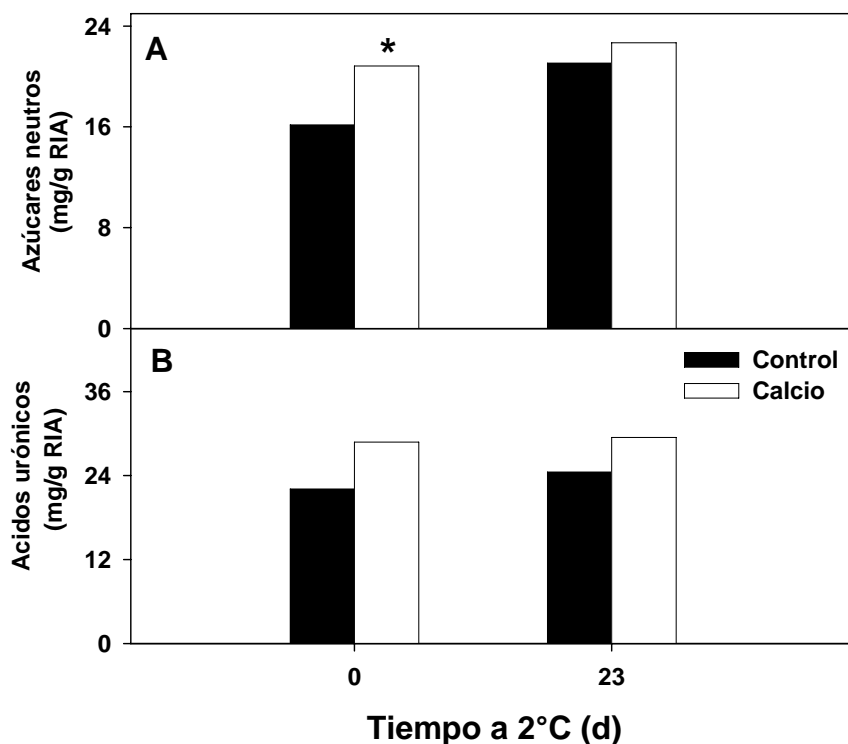 A
*
Azúcares neutros
(mg/g RIA)
24
16
8
0
B
Control
Calcio
Acidos urónicos
(mg/g RIA)
36
24
12
0
0 23
Tiempo a 2°C (d)